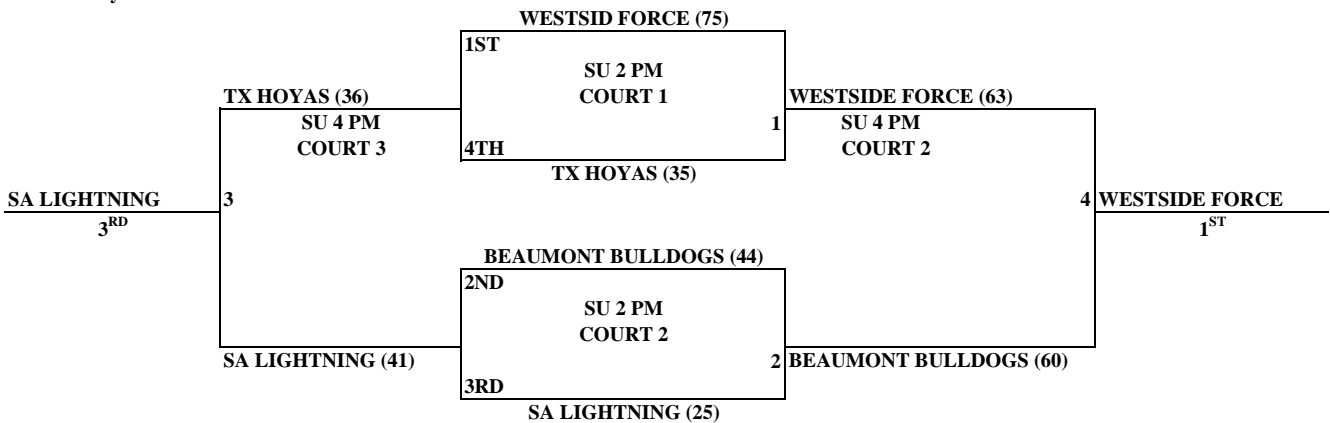 WESTSID FORCE (75)
1ST
SU 2 PM
COURT 1
TX HOYAS (36)
WESTSIDE FORCE (63)
SU 4 PM
COURT 3
1
SU 4 PM
COURT 2
4TH
TX HOYAS (35)
SA LIGHTNING
3
4
WESTSIDE FORCE
3RD
1ST
BEAUMONT BULLDOGS (44)
2ND
SU 2 PM
COURT 2
SA LIGHTNING (41)
2
BEAUMONT BULLDOGS (60)
3RD
SA LIGHTNING (25)